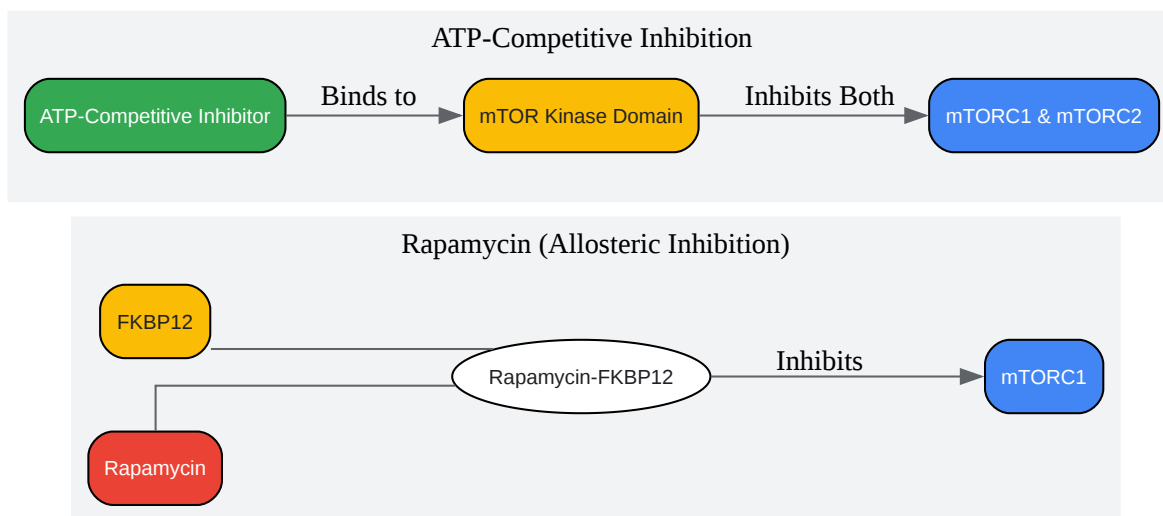 ATP-Competitive Inhibition
ATP-Competitive Inhibitor
Binds to
mTOR Kinase Domain
Inhibits Both
mTORC1 & mTORC2
Rapamycin (Allosteric Inhibition)
FKBP12
Rapamycin-FKBP12
Inhibits
mTORC1
Rapamycin